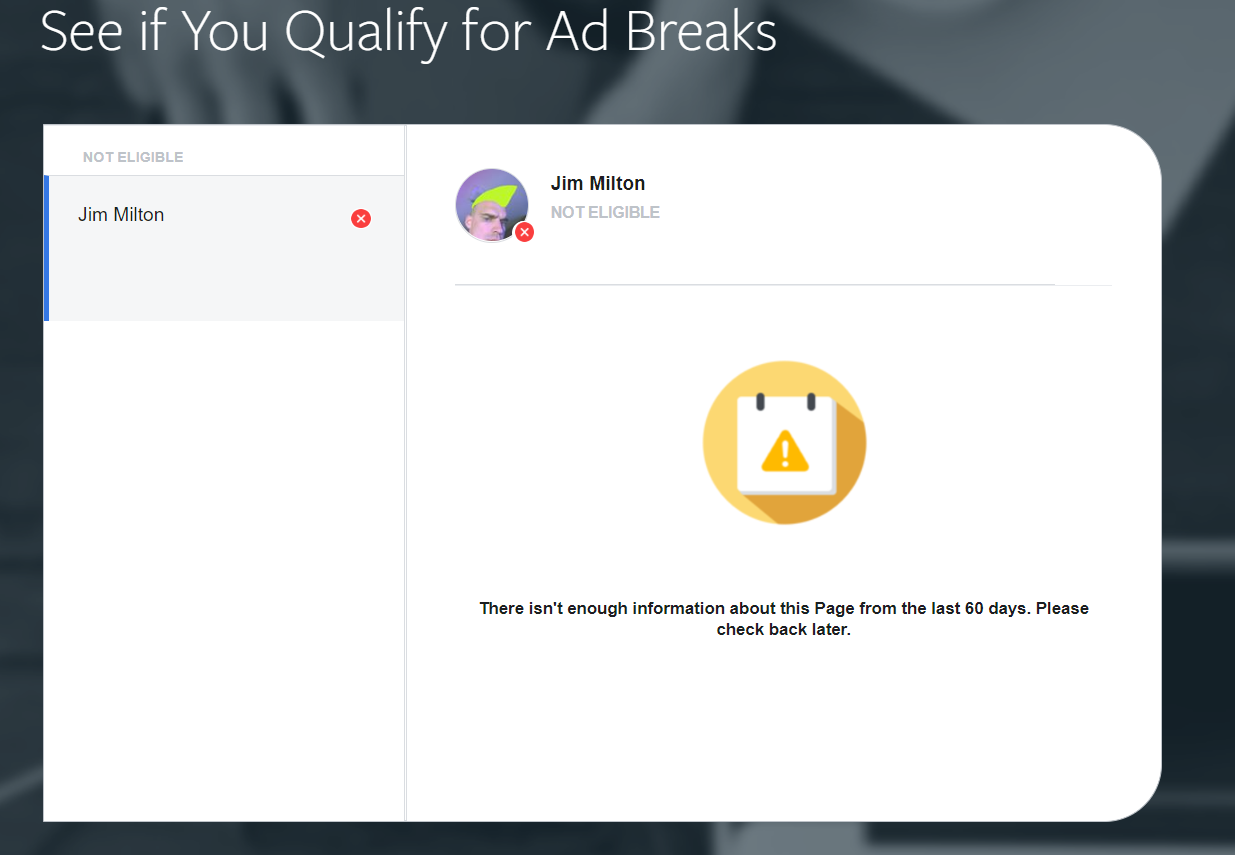 See if You Qualify for Ad Breaks
NOT ELIGIBLE
Jim Milton
Jim Milton
NOT ELIGIBLE
There isn't enough information about this Page from the last 60 days. Please
check back later.